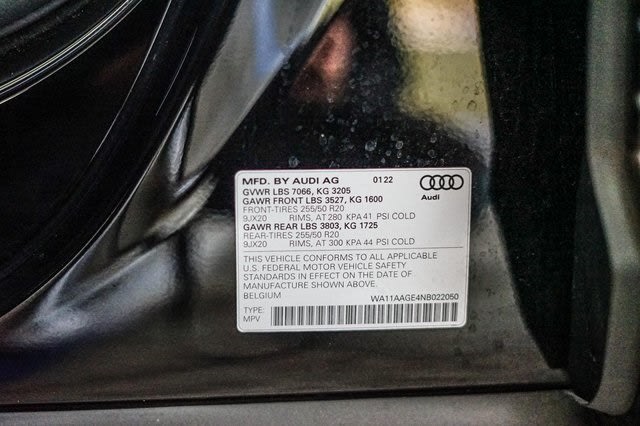 MFD. BY AUDI AG 01 22
GVWR LBS 7066, KG 3205
GAWR FRONT LBS 3527, KG 1600
FRONT-TIRES 255/50 R20
9JX20 RIMS, AT 280 KPA 41 PSI COLD
GAWR REAR LBS 3803, KG 1725
REAR-TIRES 255/50 R20
9JX20 RIMS, AT 300 KPA 44 PSI COLD
Audi
THIS VEHICLE CONFORMS TO ALL APPLICABLE
U.S. FEDERAL MOTOR VEHICLE SAFETY
STANDARDS IN EFFECT ON THE DATE OF
MANUFACTURE SHOWN ABOVE.
BELGIUM WA11AAGE4NB022050
TYPE:
MPV